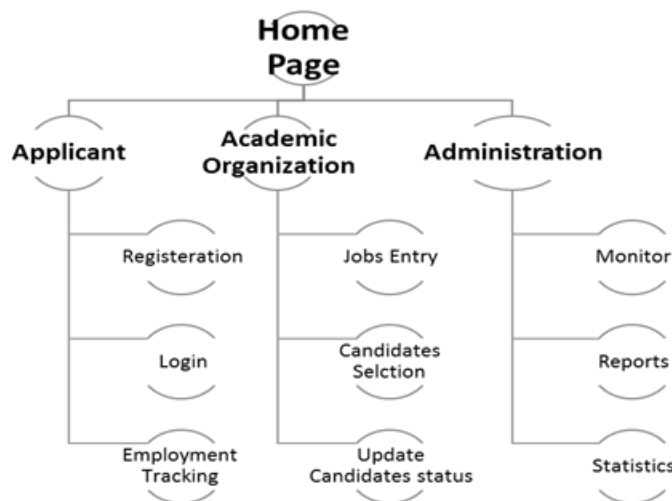 Home
Page
Applicant
Academic
Organization
Administration
Registeration
Jobs Entry
Monitor
Login
Candidates
Selction
Reports
Employment
Tracking
Update
Candidates status
Statistics